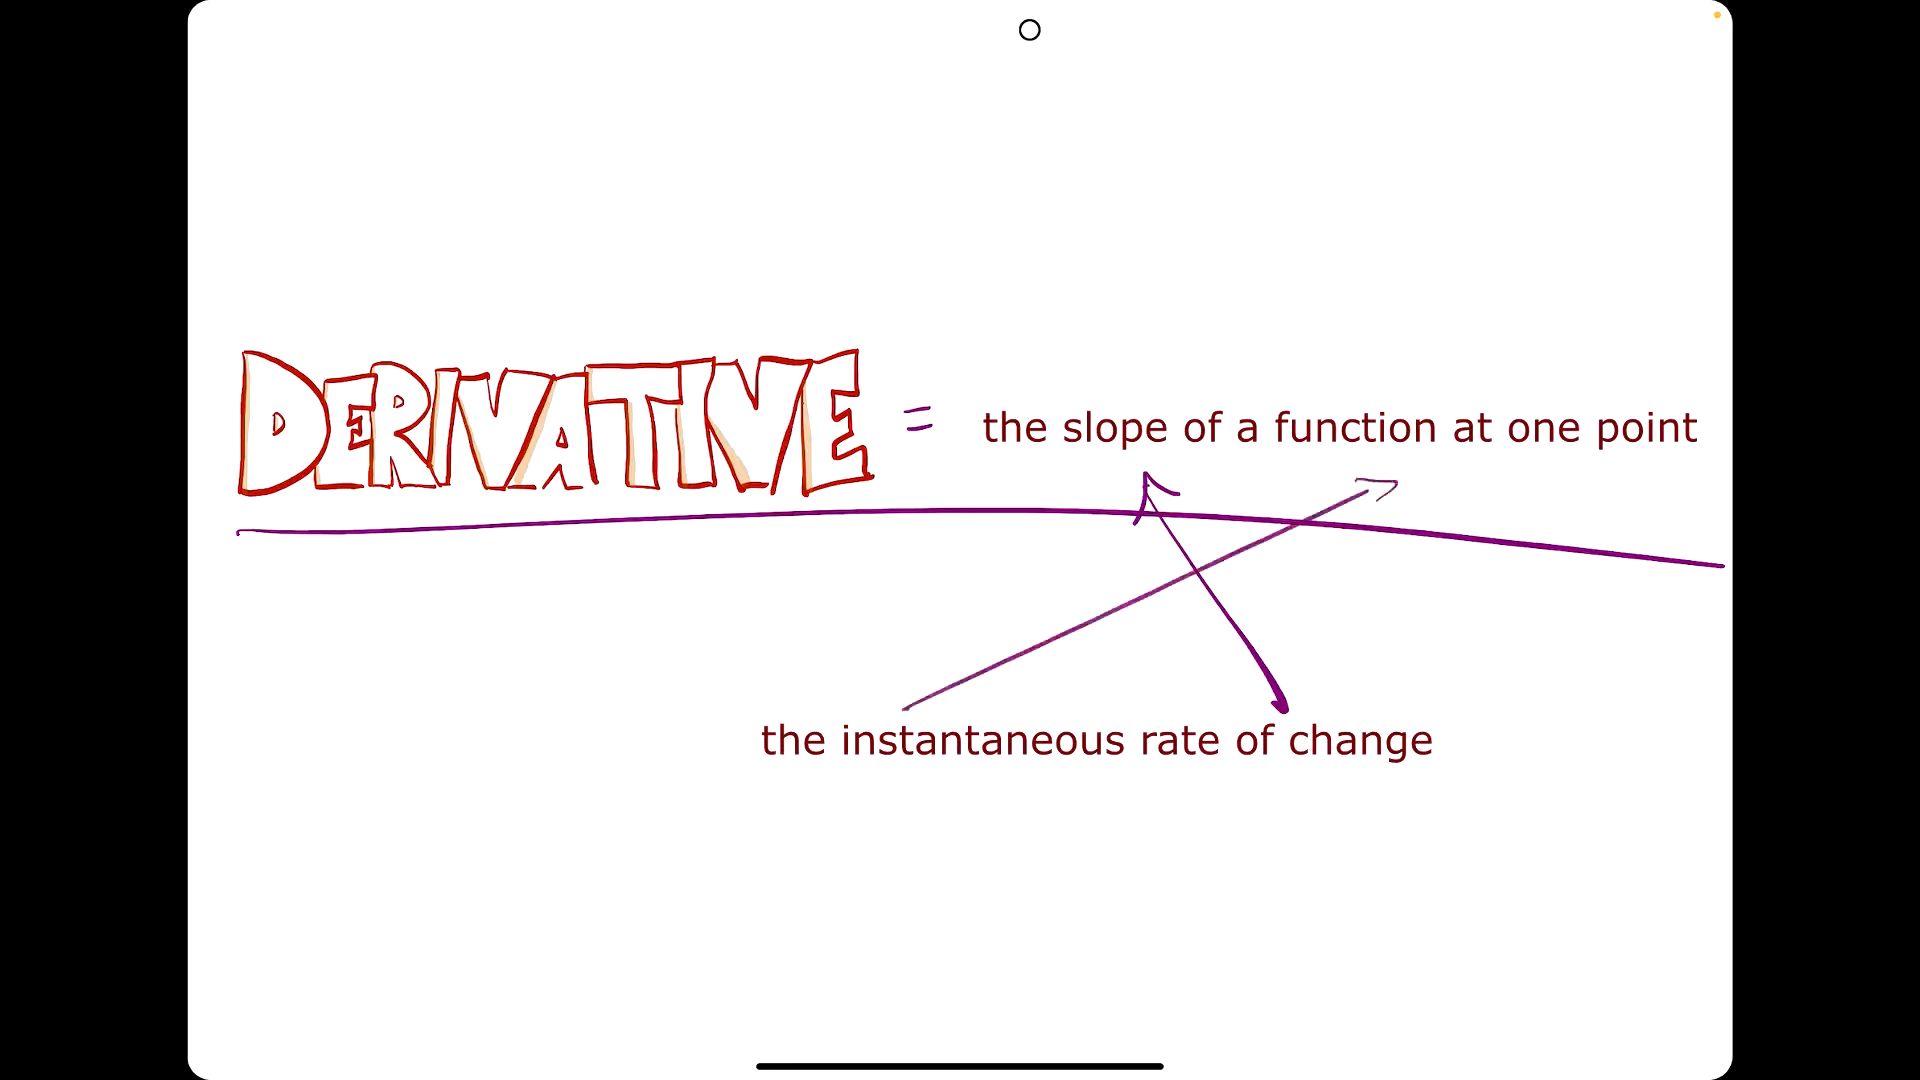 DERIVATIVE = the slope of a function at one point
the instantaneous rate of change